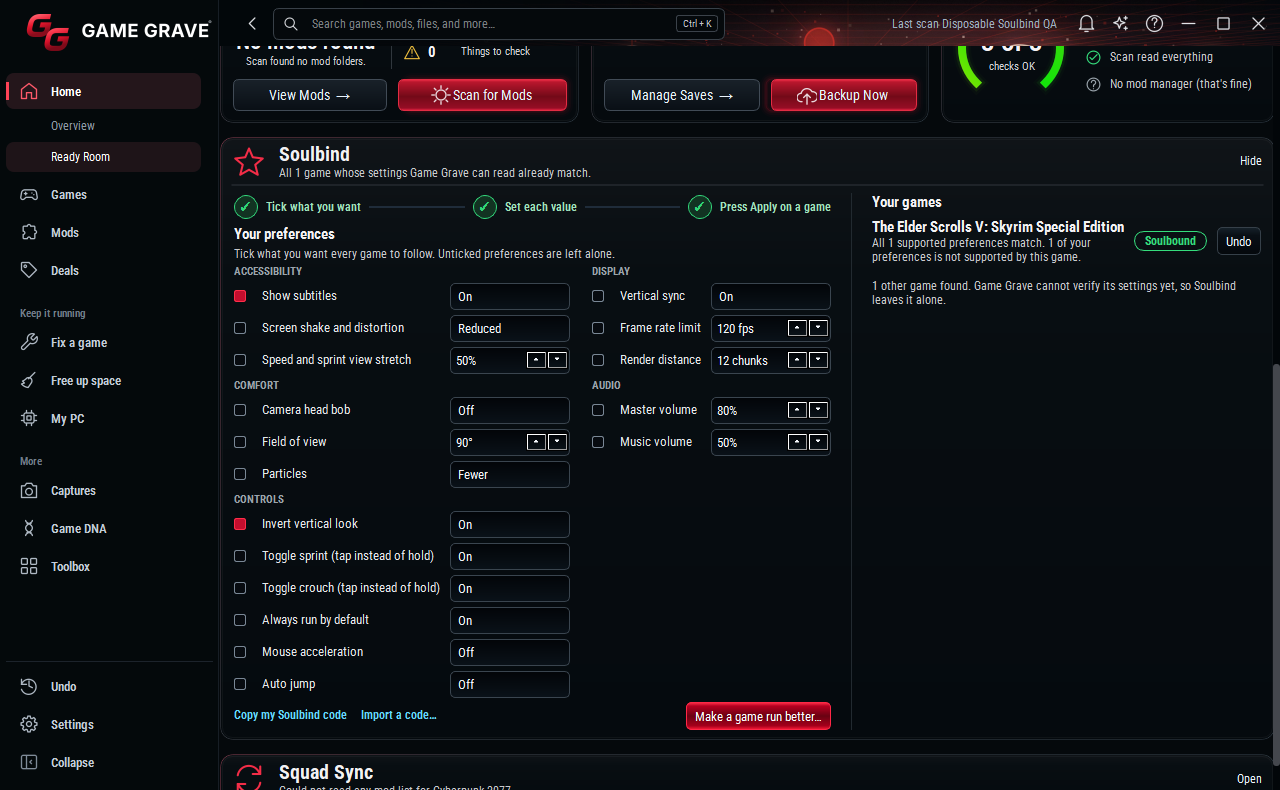 GAME GRAVE
Search games, mods, files, and more...
Ctrl + K
Last scan Disposable Soulbind QA
Home
Overview
Ready Room
Games
Mods
Deals
Keep it running
Fix a game
Free up space
My PC
More
Captures
Game DNA
Toolbox
Undo
Settings
Collapse
No mods found
Scan found no mod folders.
0
Things to check
View Mods →
Scan for Mods
Manage Saves →
Backup Now
checks OK
Scan read everything
No mod manager (that's fine)
Soulbind
All 1 game whose settings Game Grave can read already match.
Hide
Tick what you want
Set each value
Press Apply on a game
Your preferences
Tick what you want every game to follow. Unticked preferences are left alone.
ACCESSIBILITY
Show subtitles
On
Screen shake and distortion
Reduced
Speed and sprint view stretch
50%
COMFORT
Camera head bob
Off
Field of view
90°
Particles
Fewer
CONTROLS
Invert vertical look
On
Toggle sprint (tap instead of hold)
On
Toggle crouch (tap instead of hold)
On
Always run by default
On
Mouse acceleration
Off
Auto jump
Off
DISPLAY
Vertical sync
On
Frame rate limit
120 fps
Render distance
12 chunks
AUDIO
Master volume
80%
Music volume
50%
Copy my Soulbind code
Import a code...
Make a game run better...
Your games
The Elder Scrolls V: Skyrim Special Edition
All 1 supported preferences match. 1 of your
preferences is not supported by this game.
Soulbound
Undo
1 other game found. Game Grave cannot verify its settings yet, so Soulbind
leaves it alone.
Squad Sync
Could not read any mod list for Cyberpunk 2077
Open